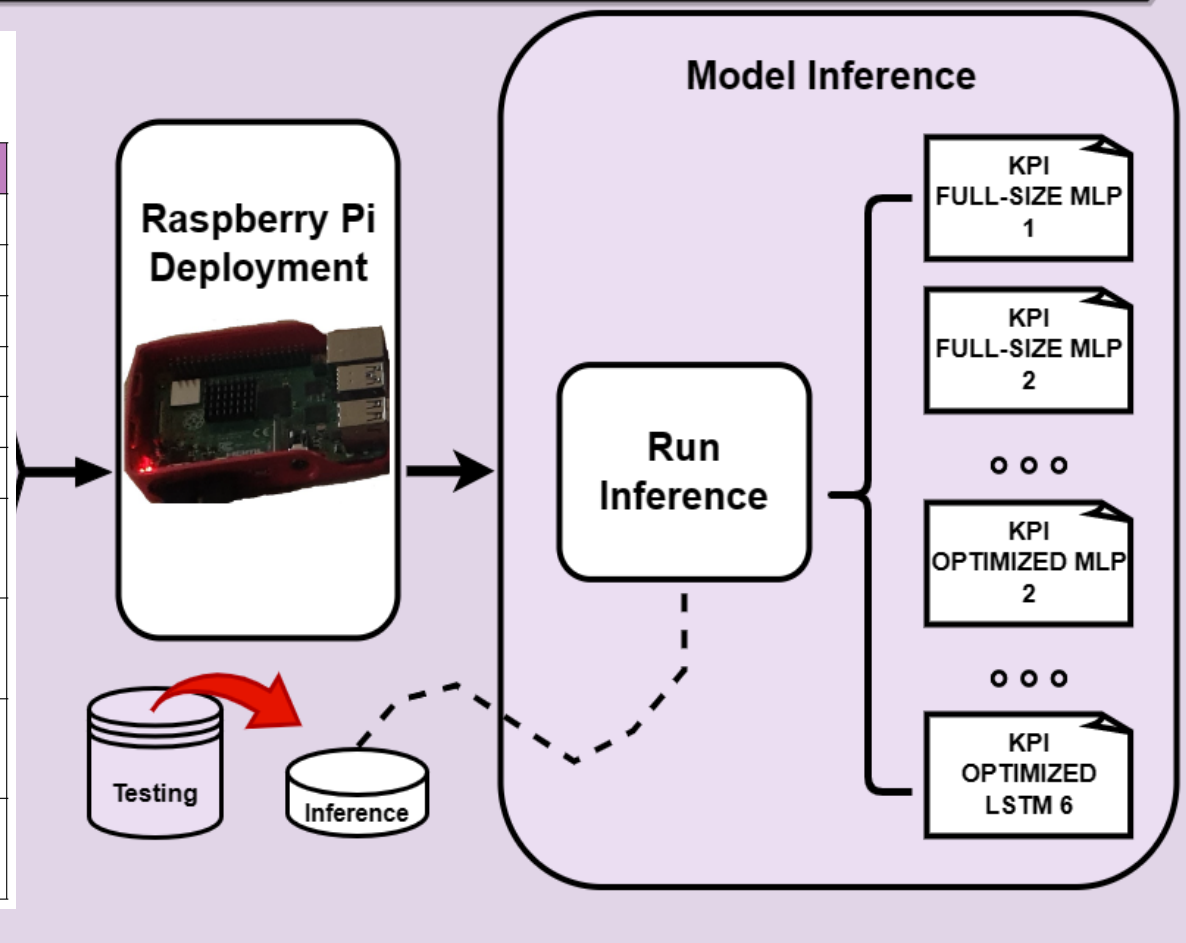 Model Inference
Raspberry Pi
Deployment
Run
Inference
KPI
FULL-SIZE MLP
1
KPI
FULL-SIZE MLP
2
KPI
OPTIMIZED MLP
2
KPI
OPTIMIZED
LSTM 6
Testing
Inference